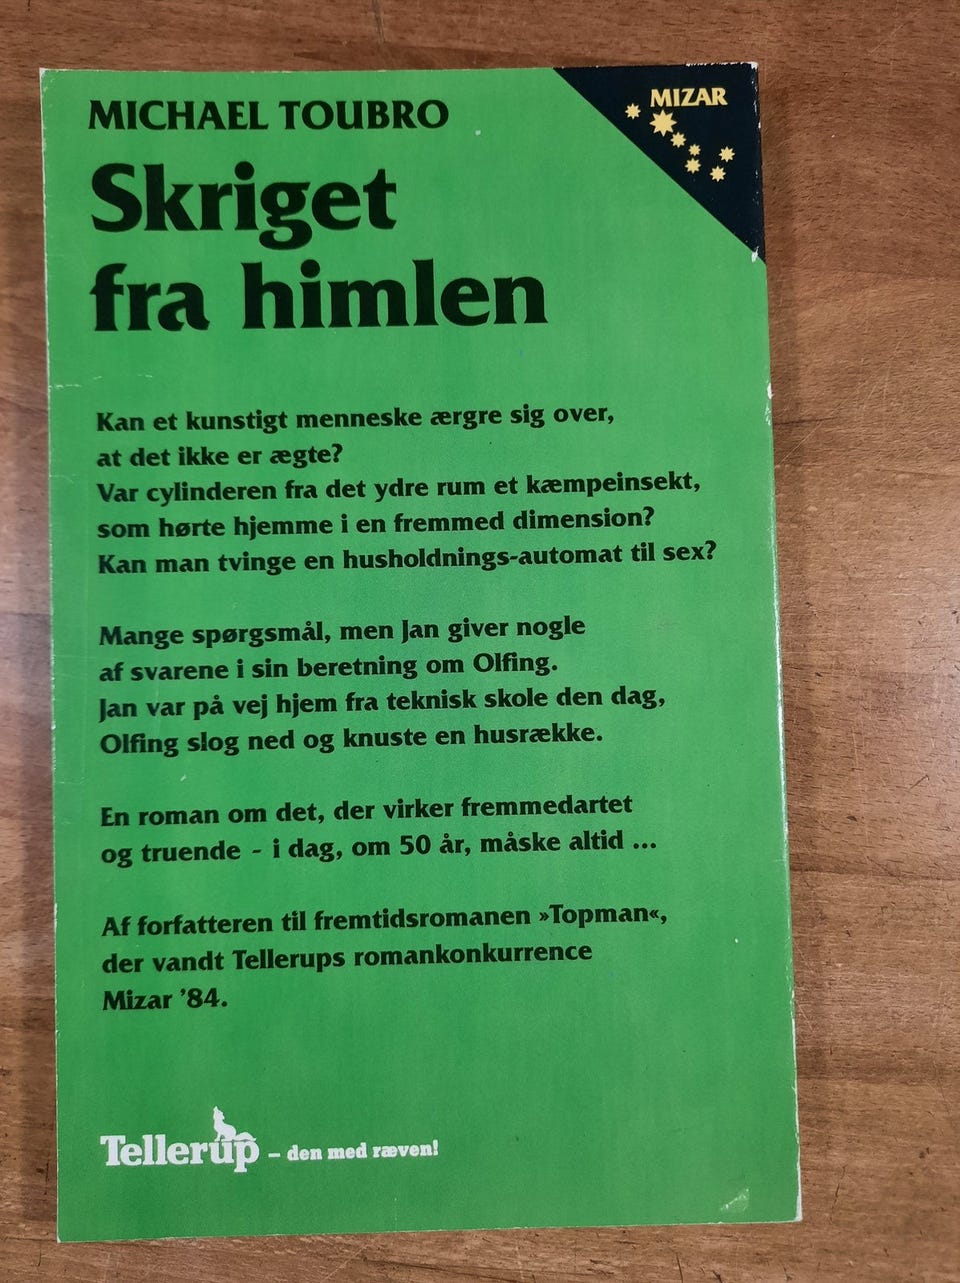 MICHAEL TOUBRO
MIZAR
Skriget
fra himlen
Kan et kunstigt menneske ærgre sig over,
at det ikke er ægte?
Var cylinderen fra det ydre rum et kæmpeinsekt,
som hørte hjemme i en fremmed dimension?
Kan man tvinge en husholdnings-automat til sex?
Mange spørgsmål, men Jan giver nogle
af svarene i sin beretning om Olfing.
Jan var på vej hjem fra teknisk skole den dag,
Olfing slog ned og knuste en husrække.
En roman om det, der virker fremmedartet
og truende - i dag, om 50 år, måske altid ...
Af forfatteren til fremtidsromanen »Topman«,
der vandt Tellerups romankonkurrence
Mizar ’84.
Tellerup – den med ræven!